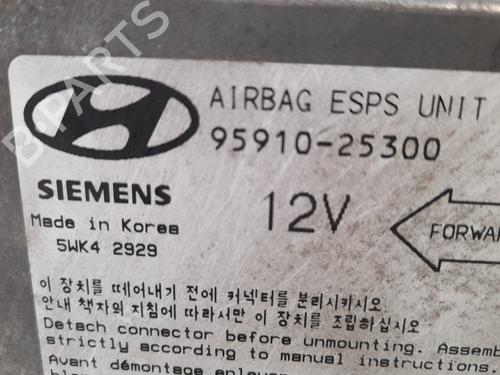 AIRBAG ESPS UNIT
95910-25300
SIEMENS
12V
Made in Korea
5WK4 2929
이 장치를 떼어내기 전에 커넥터를 분리시키시오
안내 책자의 지침에 따라서만 이 장치를 조립하십시오
Detach connector before unmounting. Assemb
strictly according to manual instructions.
Avant démontage enlever
FORWA
B-PARTS